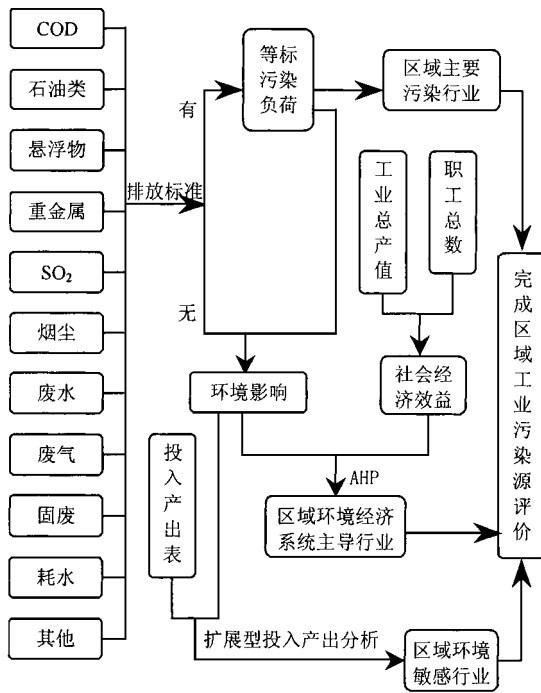 COD
石油类
悬浮物
重金属
SO₂
烟尘
废水
废气
固废
耗水
其他
排放标准
有
无
等标
污染
负荷
区域主要
污染行业
工业总产值
职工总数
环境影响
社会经
济效益
投入产出表
AHP
区域环境经济
系统主导行业
扩展型投入产出分析
区域环境
敏感行业
完成区域工业污染源评价